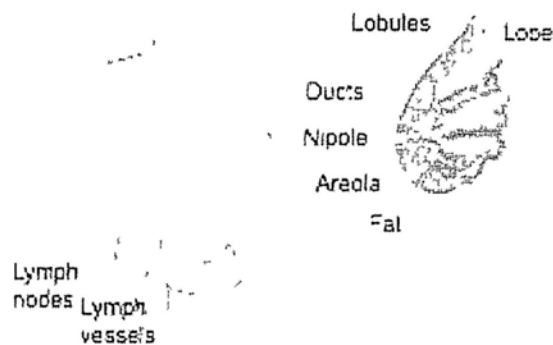 Lobules
Lobe
Ducts
Nipple
Areola
Fat
Lymph
nodes
Lymph
vessels